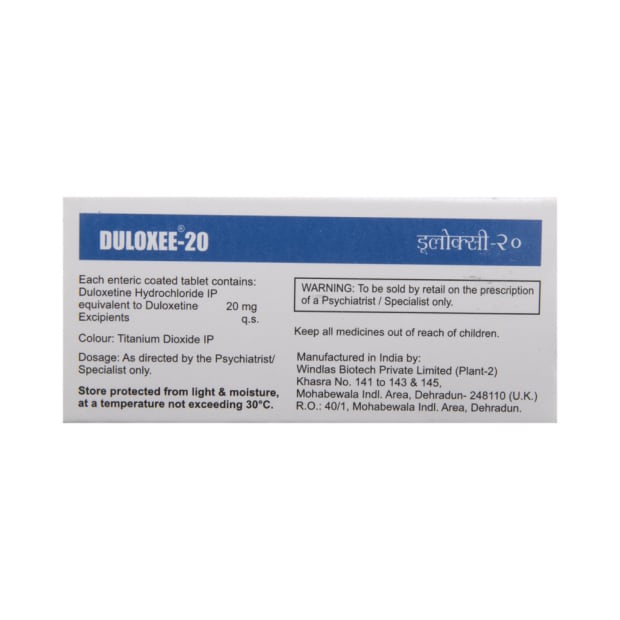 DULOXEE®-20
डूलोक्सी-२०
Each enteric coated tablet contains:
Duloxetine Hydrochloride IP
equivalent to Duloxetine 20 mg
Excipients q.s.
Colour: Titanium Dioxide IP
Dosage: As directed by the Psychiatrist/
Specialist only.
Store protected from light & moisture,
at a temperature not exceeding 30°C.
WARNING: To be sold by retail on the prescription
of a Psychiatrist / Specialist only.
Keep all medicines out of reach of children.
Manufactured in India by:
Windlas Biotech Private Limited (Plant-2)
Khasra No. 141 to 143 & 145,
Mohabewala Indl. Area, Dehradun- 248110 (U.K.)
R.O.: 40/1, Mohabewala Indl. Area, Dehradun.